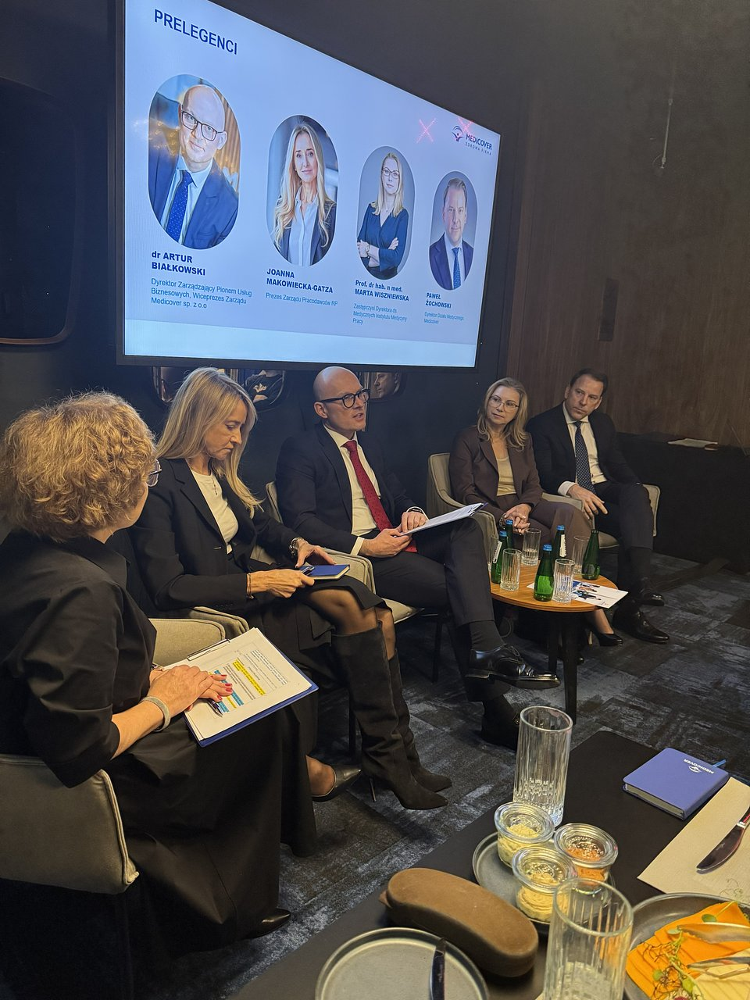 PRELEGENCI
MEDICOVER
ZDROWA FIRMA
dr ARTUR
BIAŁKOWSKI
Dyrektor Zarządzający Pionem Usług
Biznesowych, Wiceprezes Zarządu
Medicover sp. z o.o
JOANNA
MAKOWIECKA-GATZA
Prezes Zarządu Pracodawców RP
Prof. dr hab. n med.
MARTA WISZNIEWSKA
Zastępczyni Dyrektora ds.
Medycznych Instytutu Medycyny
Pracy
PAWEŁ
ŻOCHOWSKI
Dyrektor Działu Medycznego
Medicover
MEDICOVER